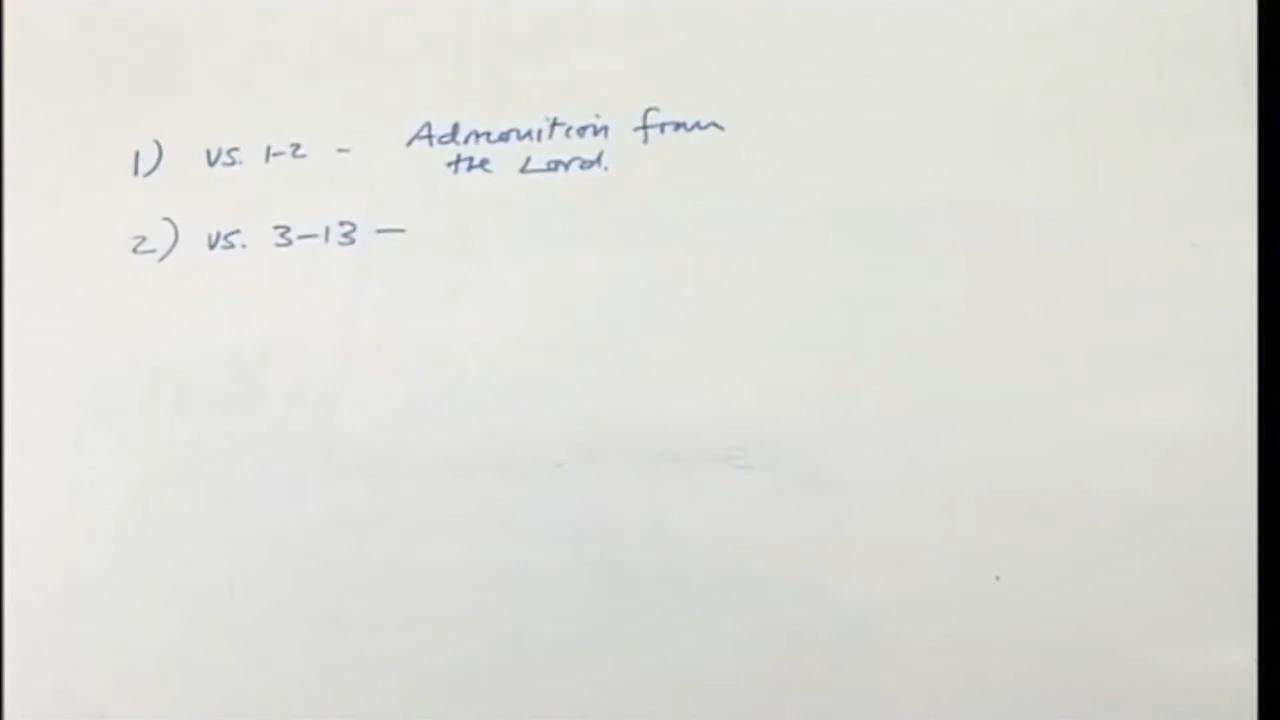 1) vs. 1-2 - Admonition from
the Lord.
2) vs. 3-13 -